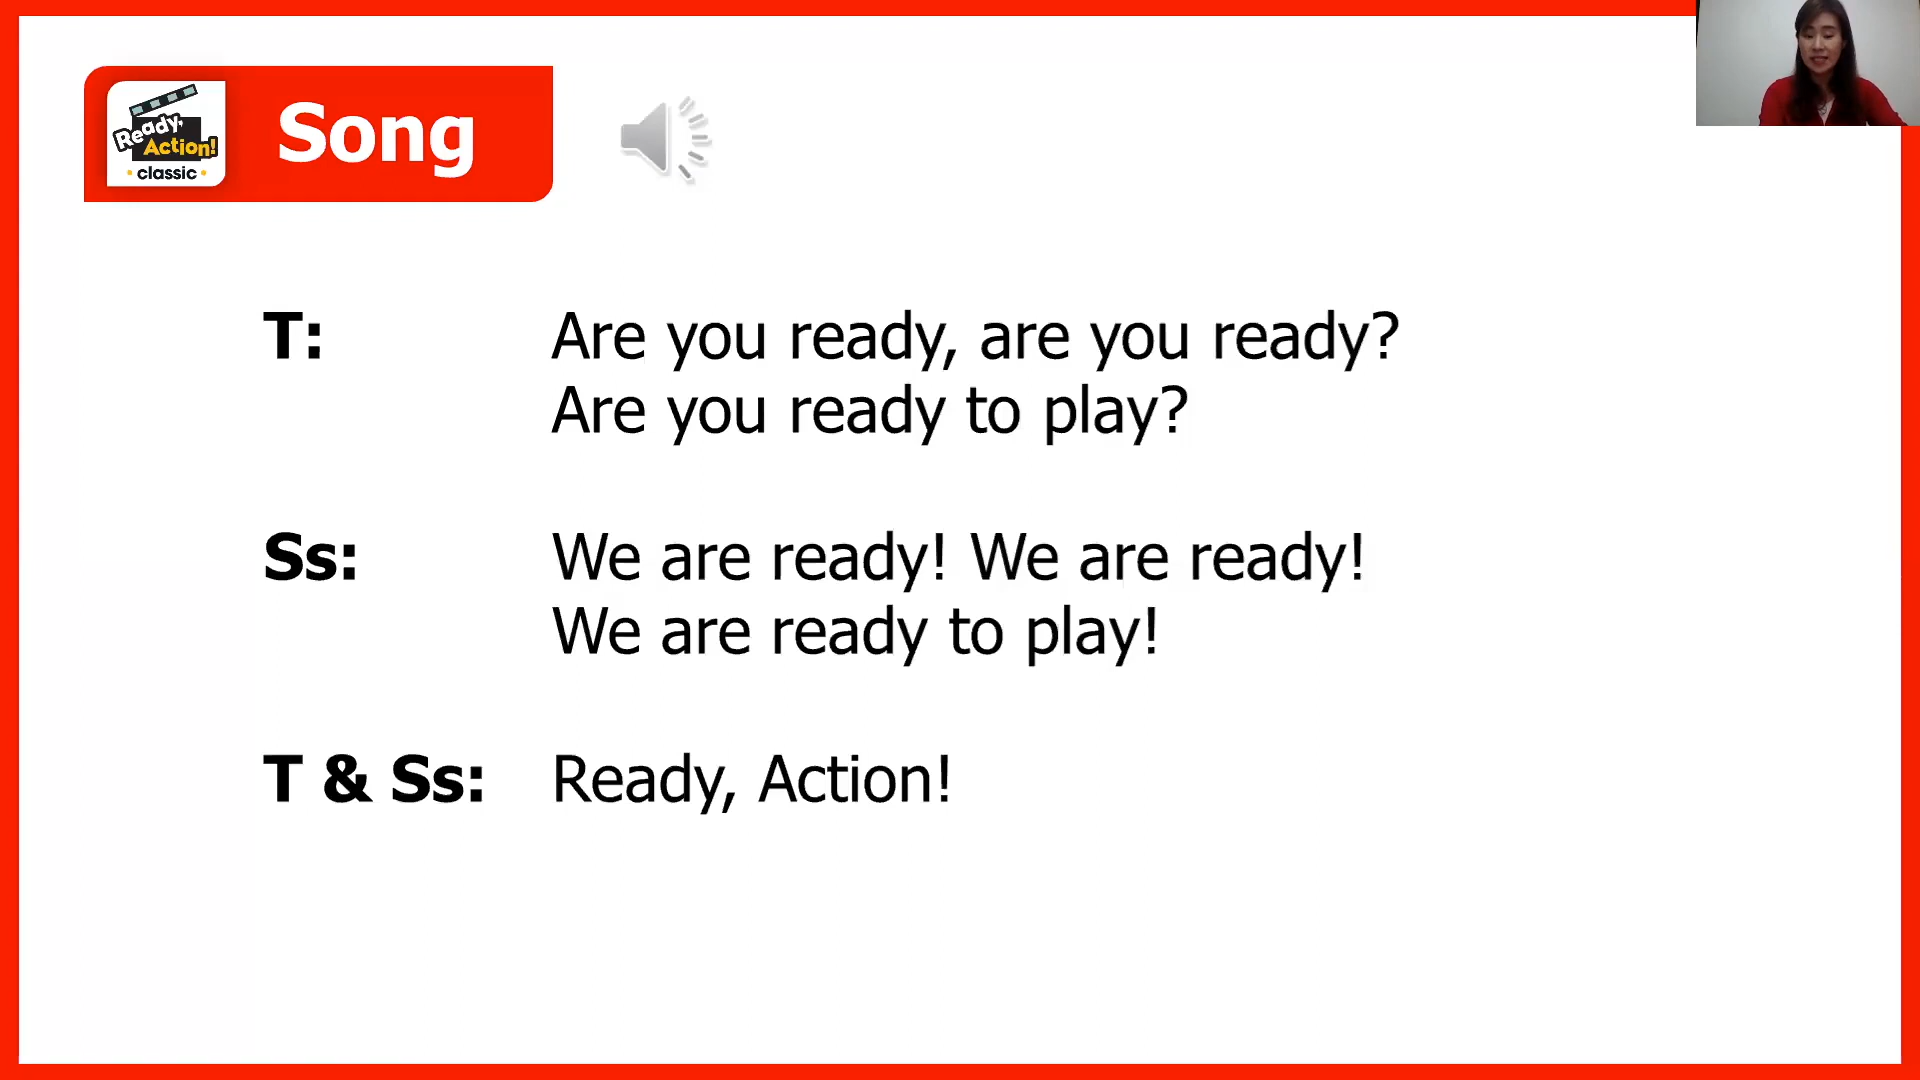 Ready,
Action!
• classic •
Song
T: Are you ready, are you ready?
Are you ready to play?
Ss: We are ready! We are ready!
We are ready to play!
T & Ss: Ready, Action!